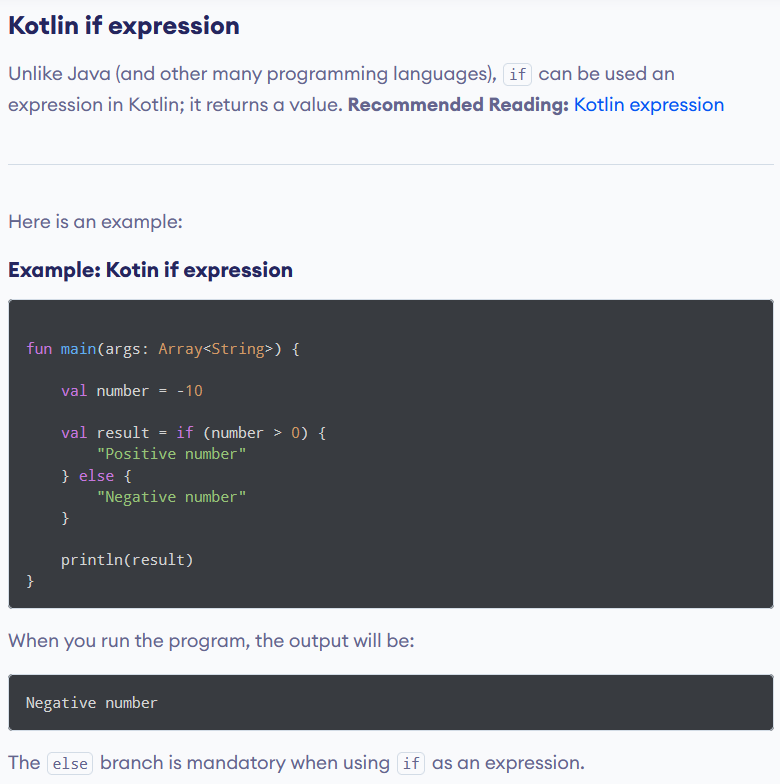 Kotlin if expression
Unlike Java (and other many programming languages), if can be used an
expression in Kotlin; it returns a value. Recommended Reading: Kotlin expression
Here is an example:
Example: Kotin if expression
fun main(args: Array<String>) {
    val number = -10
    val result = if (number > 0) {
        "Positive number"
    } else {
        "Negative number"
    }
    println(result)
}
When you run the program, the output will be:
Negative number
The else branch is mandatory when using if as an expression.